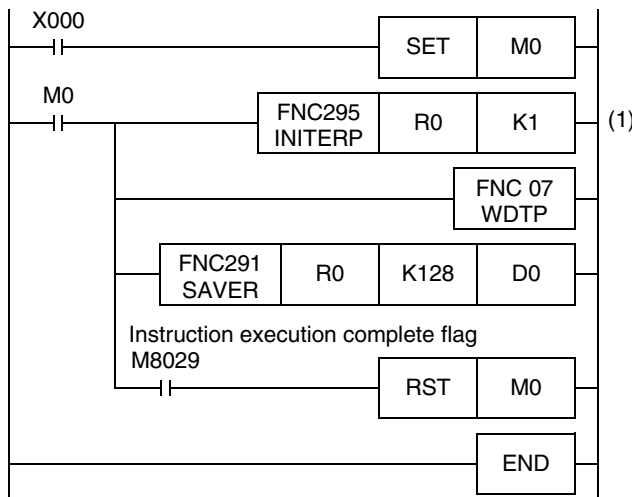 X000
SET M0
M0
FNC295 INITERP R0 K1 (1)
FNC 07 WDTP
FNC291 SAVER R0 K128 D0
Instruction execution complete flag
M8029
RST M0
END